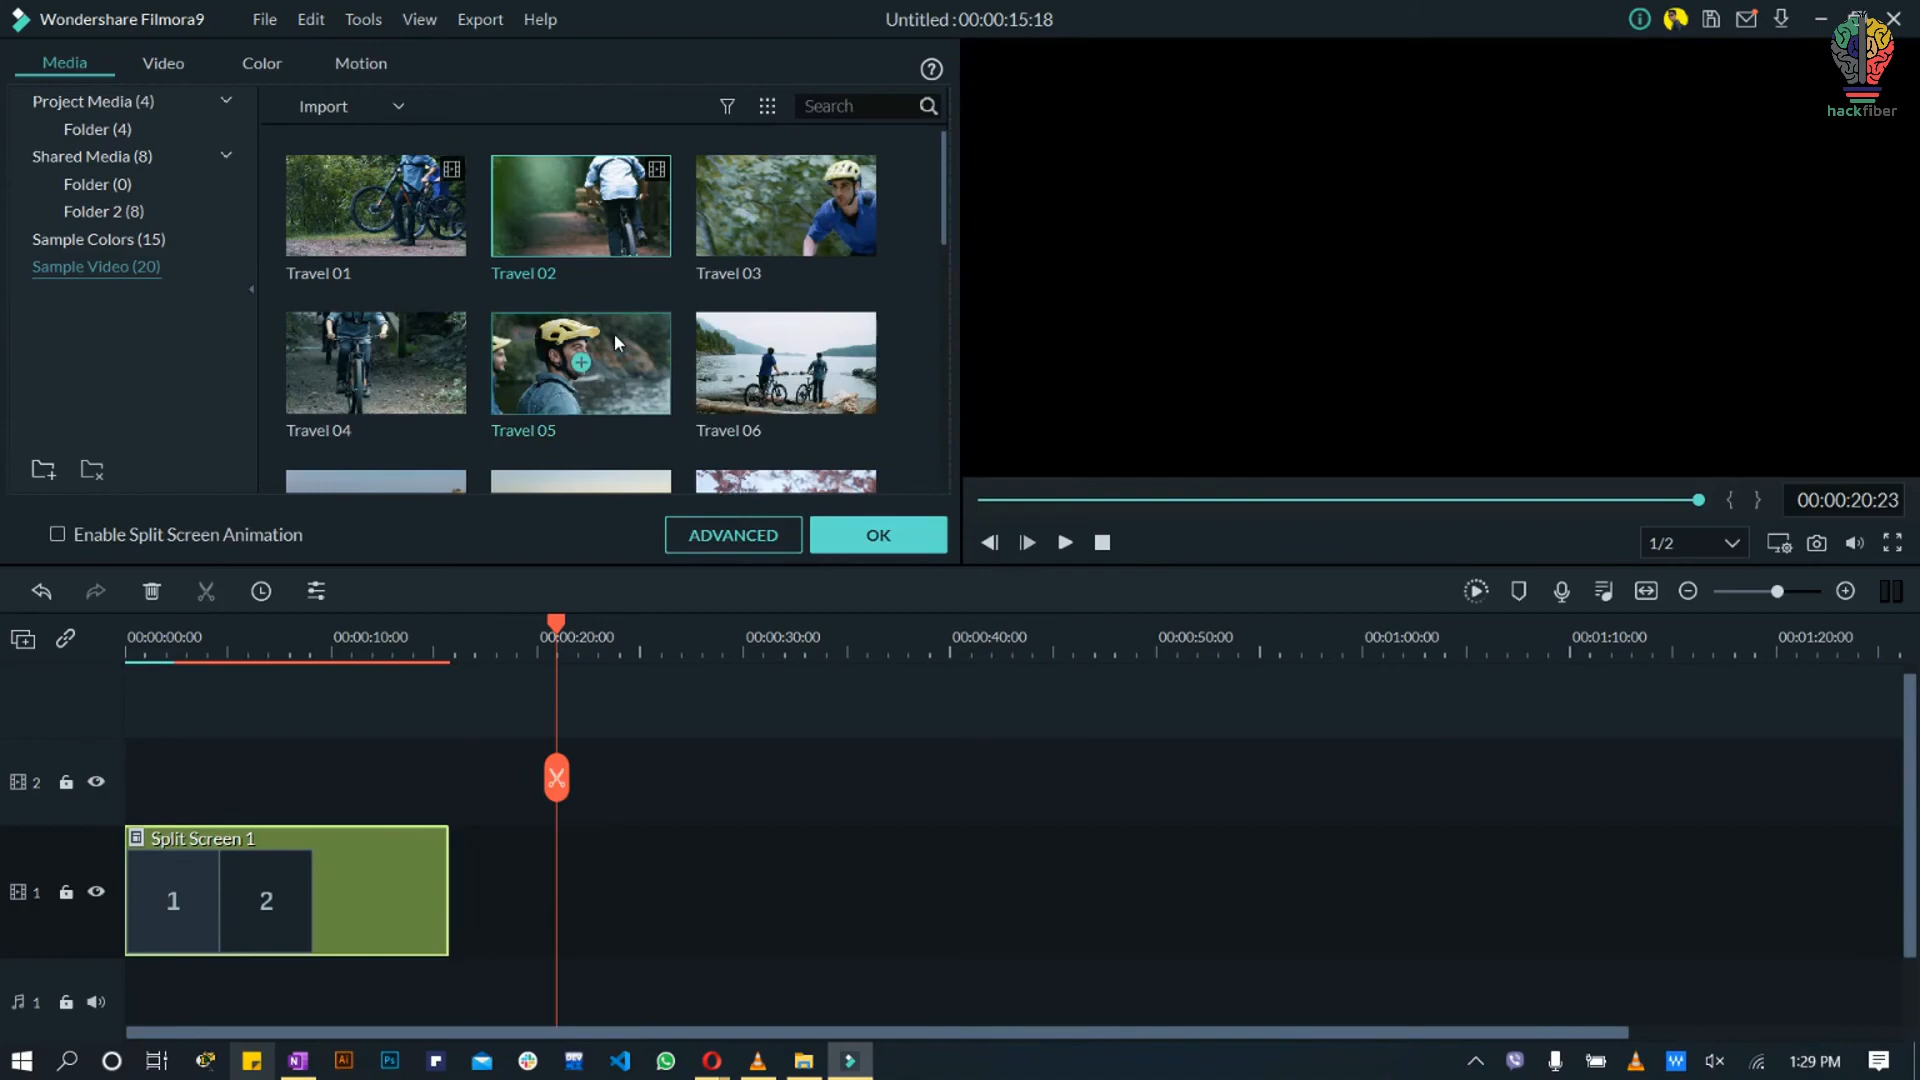 Wondershare Filmora9 File Edit Tools View Export Help Untitled : 00:00:15:18
hackfiber
Media Video Color Motion
Project Media (4)
Folder (4)
Shared Media (8)
Folder (0)
Folder 2 (8)
Sample Colors (15)
Sample Video (20)
Import Search
Travel 01 Travel 02 Travel 03
Travel 04 Travel 05 Travel 06
Enable Split Screen Animation ADVANCED OK
00:00:20:23
1/2
00:00:00:00 00:00:10:00 00:00:20:00 00:00:30:00 00:00:40:00 00:00:50:00 00:01:00:00 00:01:10:00 00:01:20:00
2
Split Screen 1
1 1 2
1
Ai Ps N DEV W 1:29 PM